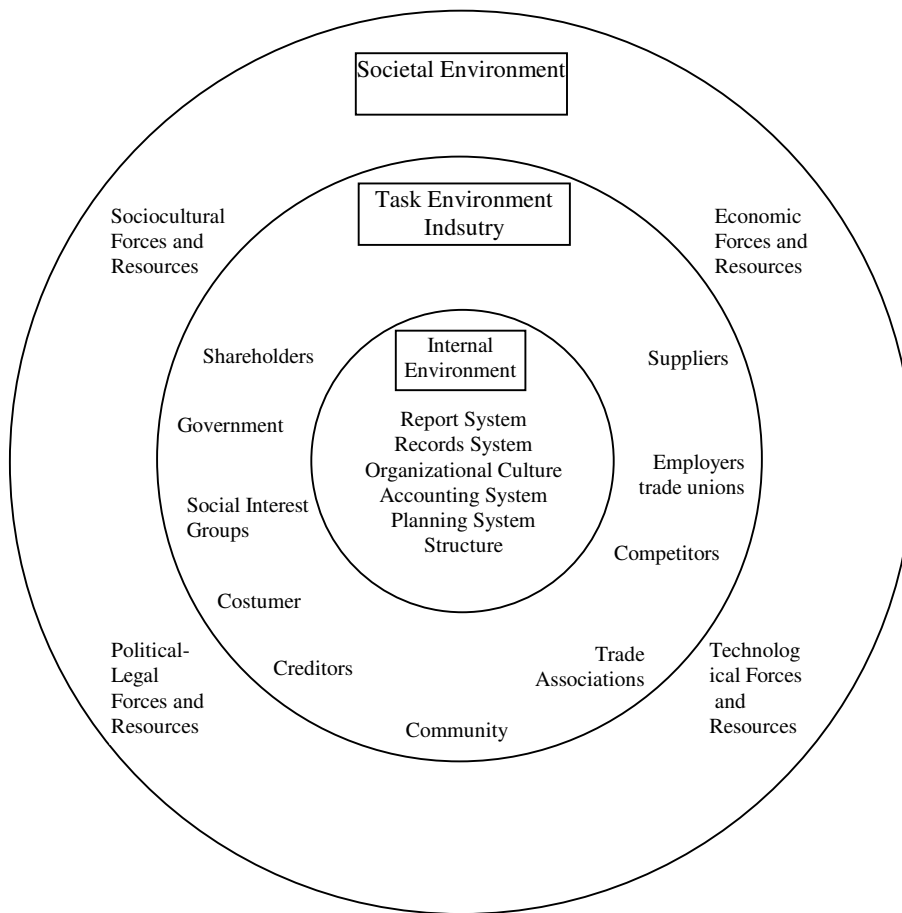 Societal Environment
Task Environment
Indsutry
Sociocultural
Forces and
Resources
Economic
Forces and
Resources
Internal
Environment
Shareholders
Suppliers
Government
Report System
Records System
Organizational Culture
Accounting System
Planning System
Structure
Employers
trade unions
Social Interest
Groups
Competitors
Costumer
Creditors
Trade
Associations
Community
Political-
Legal
Forces and
Resources
Technolog
ical Forces
and
Resources